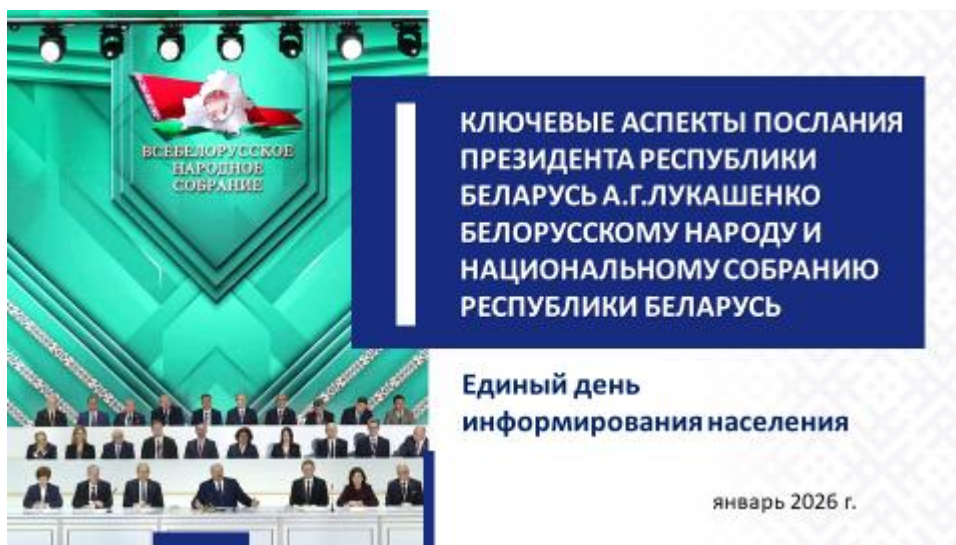 ВСЕБЕЛОРУССКОЕ
НАРОДНОЕ
СОБРАНИЕ
КЛЮЧЕВЫЕ АСПЕКТЫ ПОСЛАНИЯ
ПРЕЗИДЕНТА РЕСПУБЛИКИ
БЕЛАРУСЬ А.Г.ЛУКАШЕНКО
БЕЛОРУССКОМУ НАРОДУ И
НАЦИОНАЛЬНОМУ СОБРАНИЮ
РЕСПУБЛИКИ БЕЛАРУСЬ
Единый день
информирования населения
январь 2026 г.